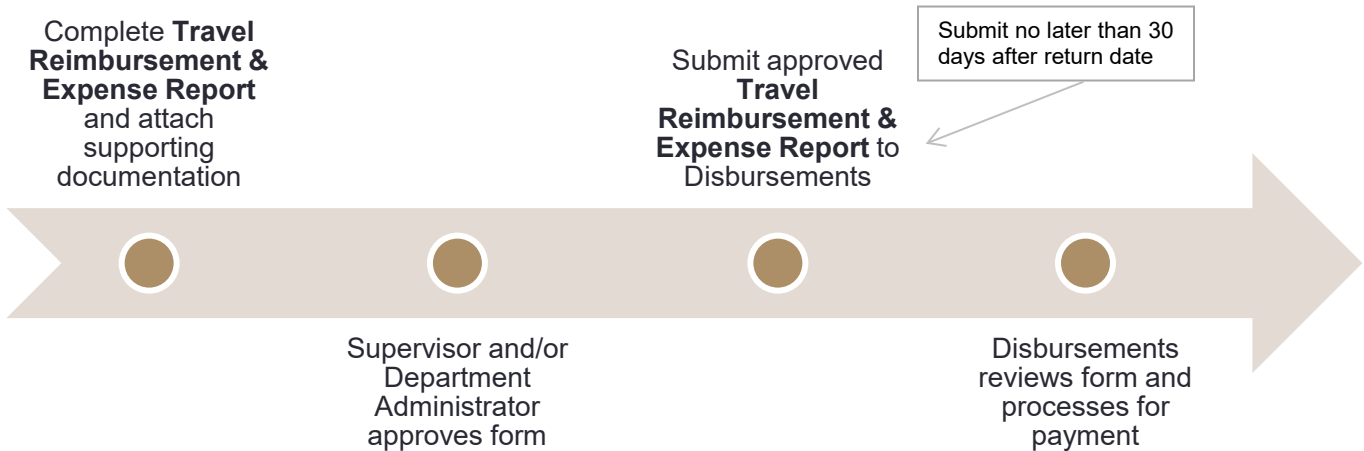 Complete Travel
Reimbursement &
Expense Report
and attach
supporting
documentation
Supervisor and/or
Department
Administrator
approves form
Submit approved
Travel
Reimbursement &
Expense Report to
Disbursements
Submit no later than 30
days after return date
Disbursements
reviews form and
processes for
payment